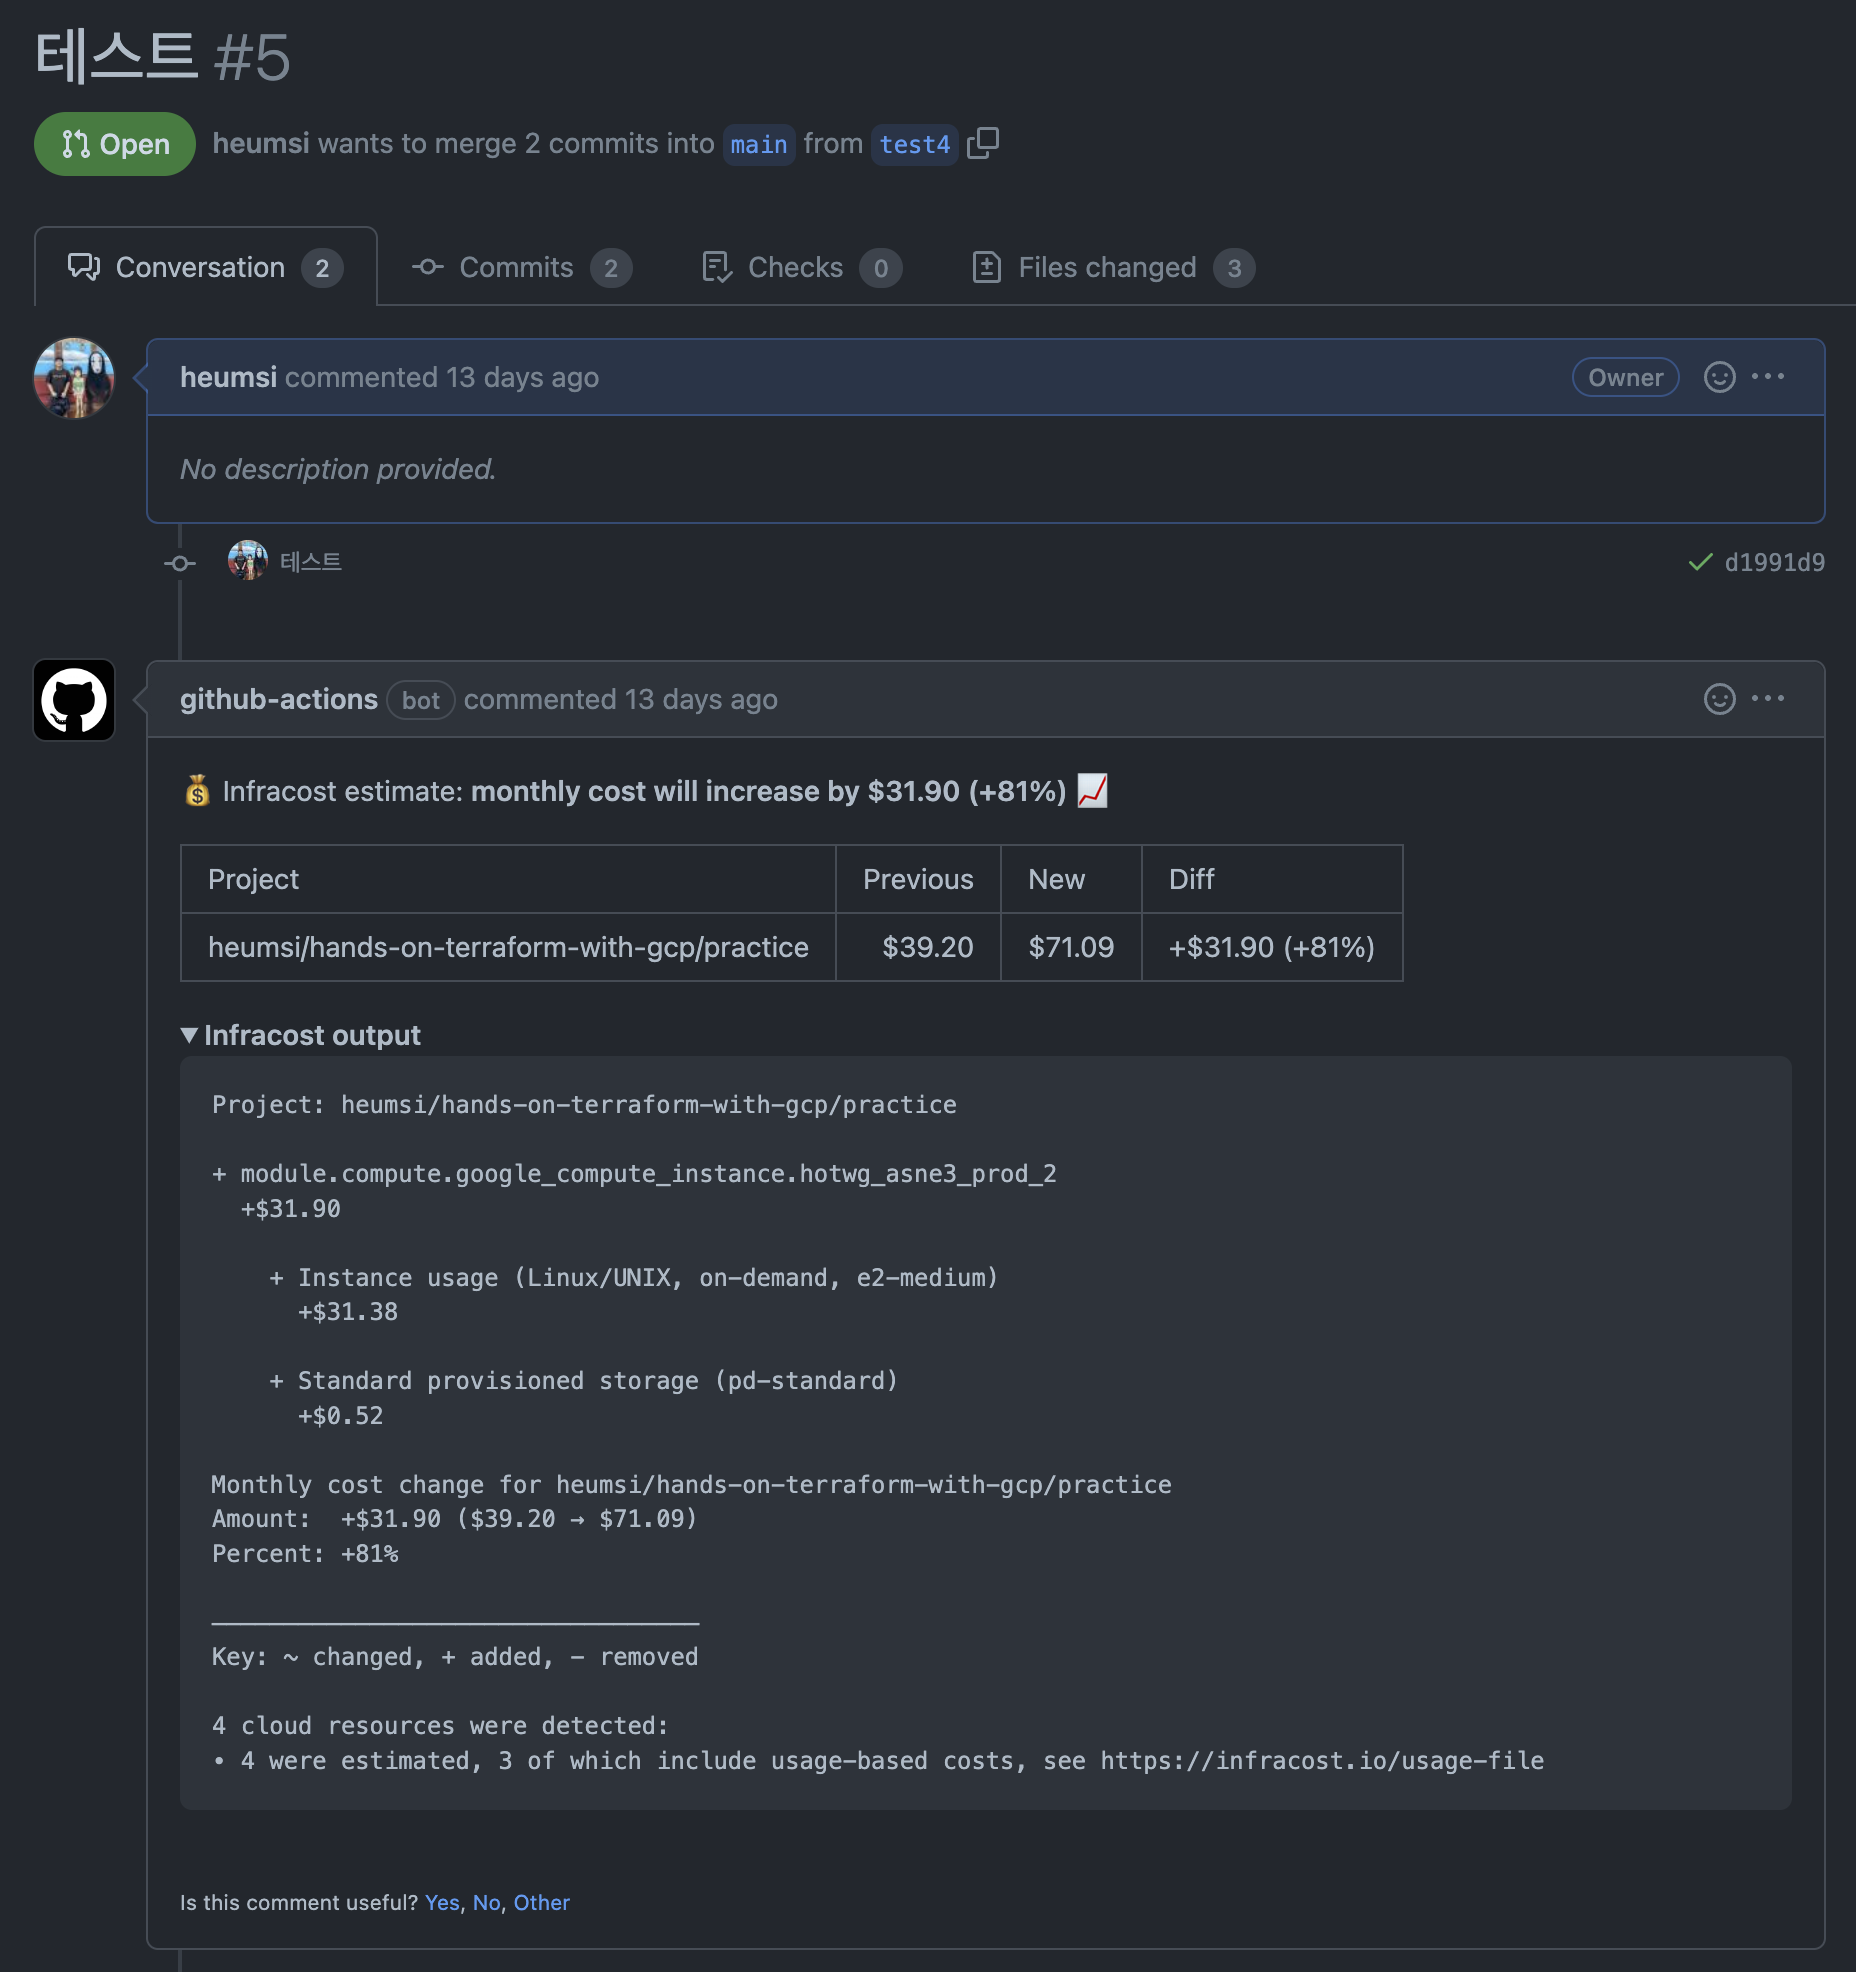 테스트 #5
Open heumsi wants to merge 2 commits into main from test4
Conversation 2 Commits 2 Checks 0 Files changed 3
heumsi commented 13 days ago Owner
No description provided.
테스트 d1991d9
github-actions bot commented 13 days ago
💰 Infracost estimate: monthly cost will increase by $31.90 (+81%) 📈
Project Previous New Diff
heumsi/hands-on-terraform-with-gcp/practice $39.20 $71.09 +$31.90 (+81%)
▼ Infracost output
Project: heumsi/hands-on-terraform-with-gcp/practice
+ module.compute.google_compute_instance.hotwg_asne3_prod_2
+$31.90
+ Instance usage (Linux/UNIX, on-demand, e2-medium)
+$31.38
+ Standard provisioned storage (pd-standard)
+$0.52
Monthly cost change for heumsi/hands-on-terraform-with-gcp/practice
Amount: +$31.90 ($39.20 → $71.09)
Percent: +81%
──────────────────────────────────
Key: ~ changed, + added, - removed
4 cloud resources were detected:
• 4 were estimated, 3 of which include usage-based costs, see https://infracost.io/usage-file
Is this comment useful? Yes, No, Other